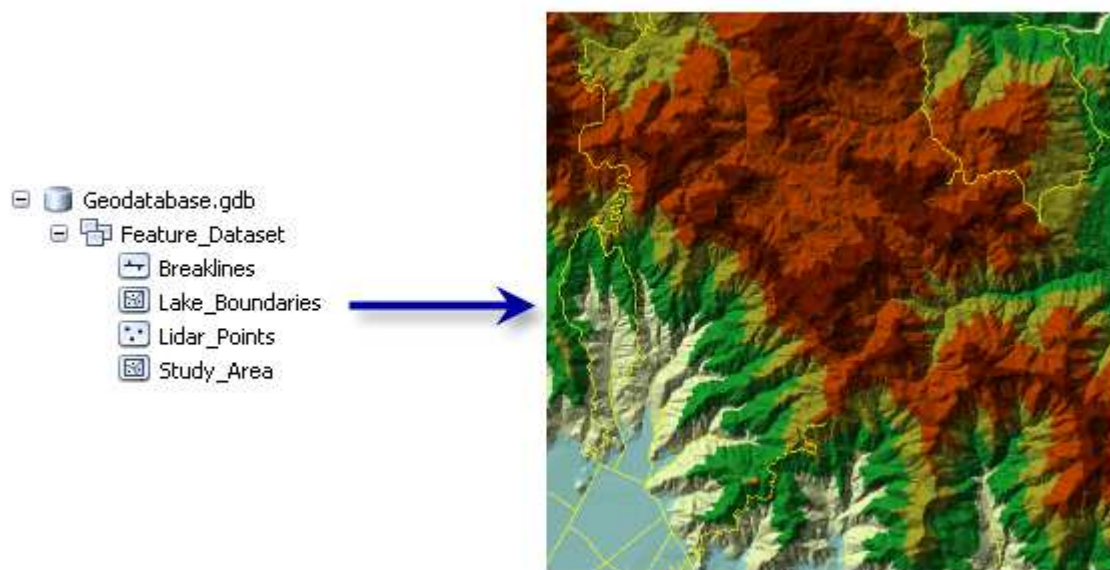 Geodatabase.gdb
Feature_Dataset
Breaklines
Lake_Boundaries
Lidar_Points
Study_Area